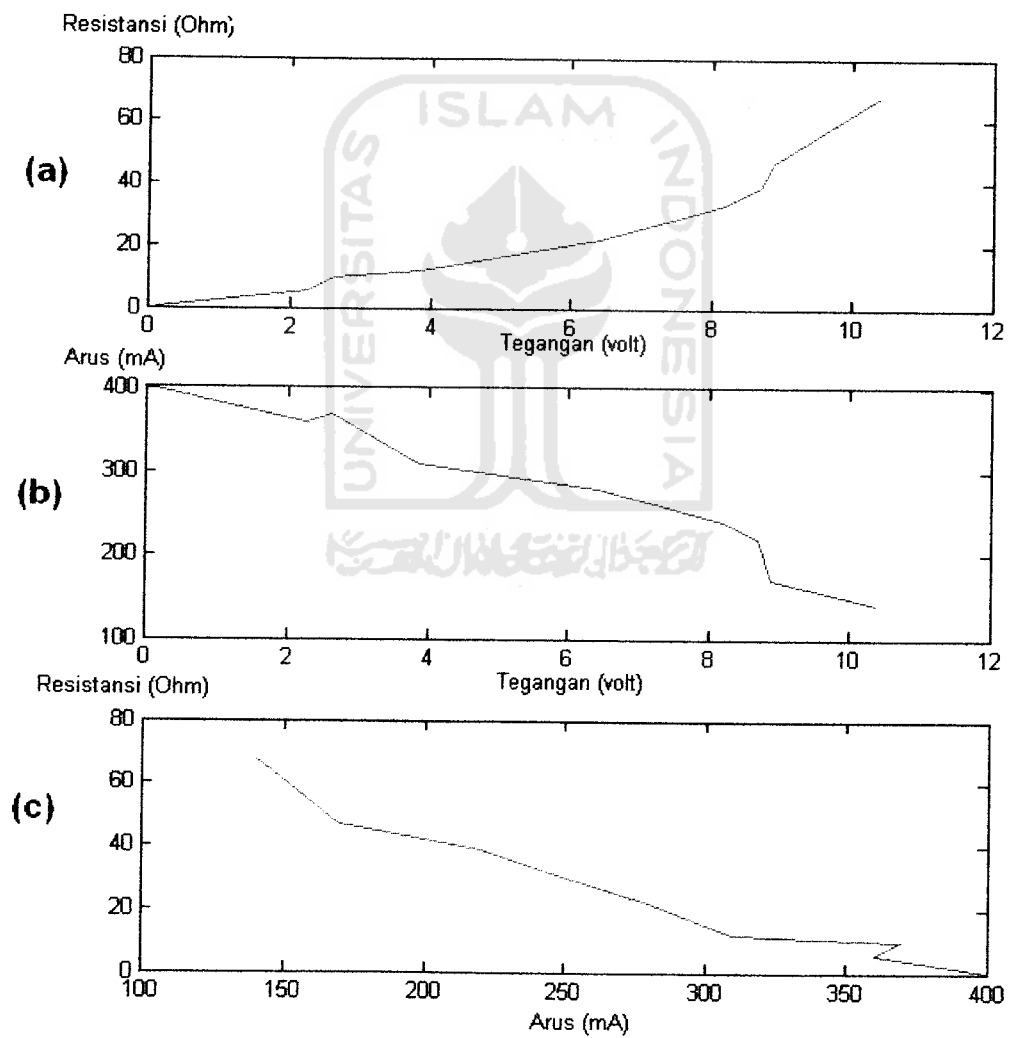 Resistansi (Ohm)
80
60
40
20
0
(a)
0 2 4 6 8 10 12
Tegangan (volt)
Arus (mA)
400
300
200
100
(b)
0 2 4 6 8 10 12
Tegangan (volt)
Resistansi (Ohm)
80
60
40
20
0
(c)
100 150 200 250 300 350 400
Arus (mA)
UNIVERSITAS
ISLAM
INDONESIA